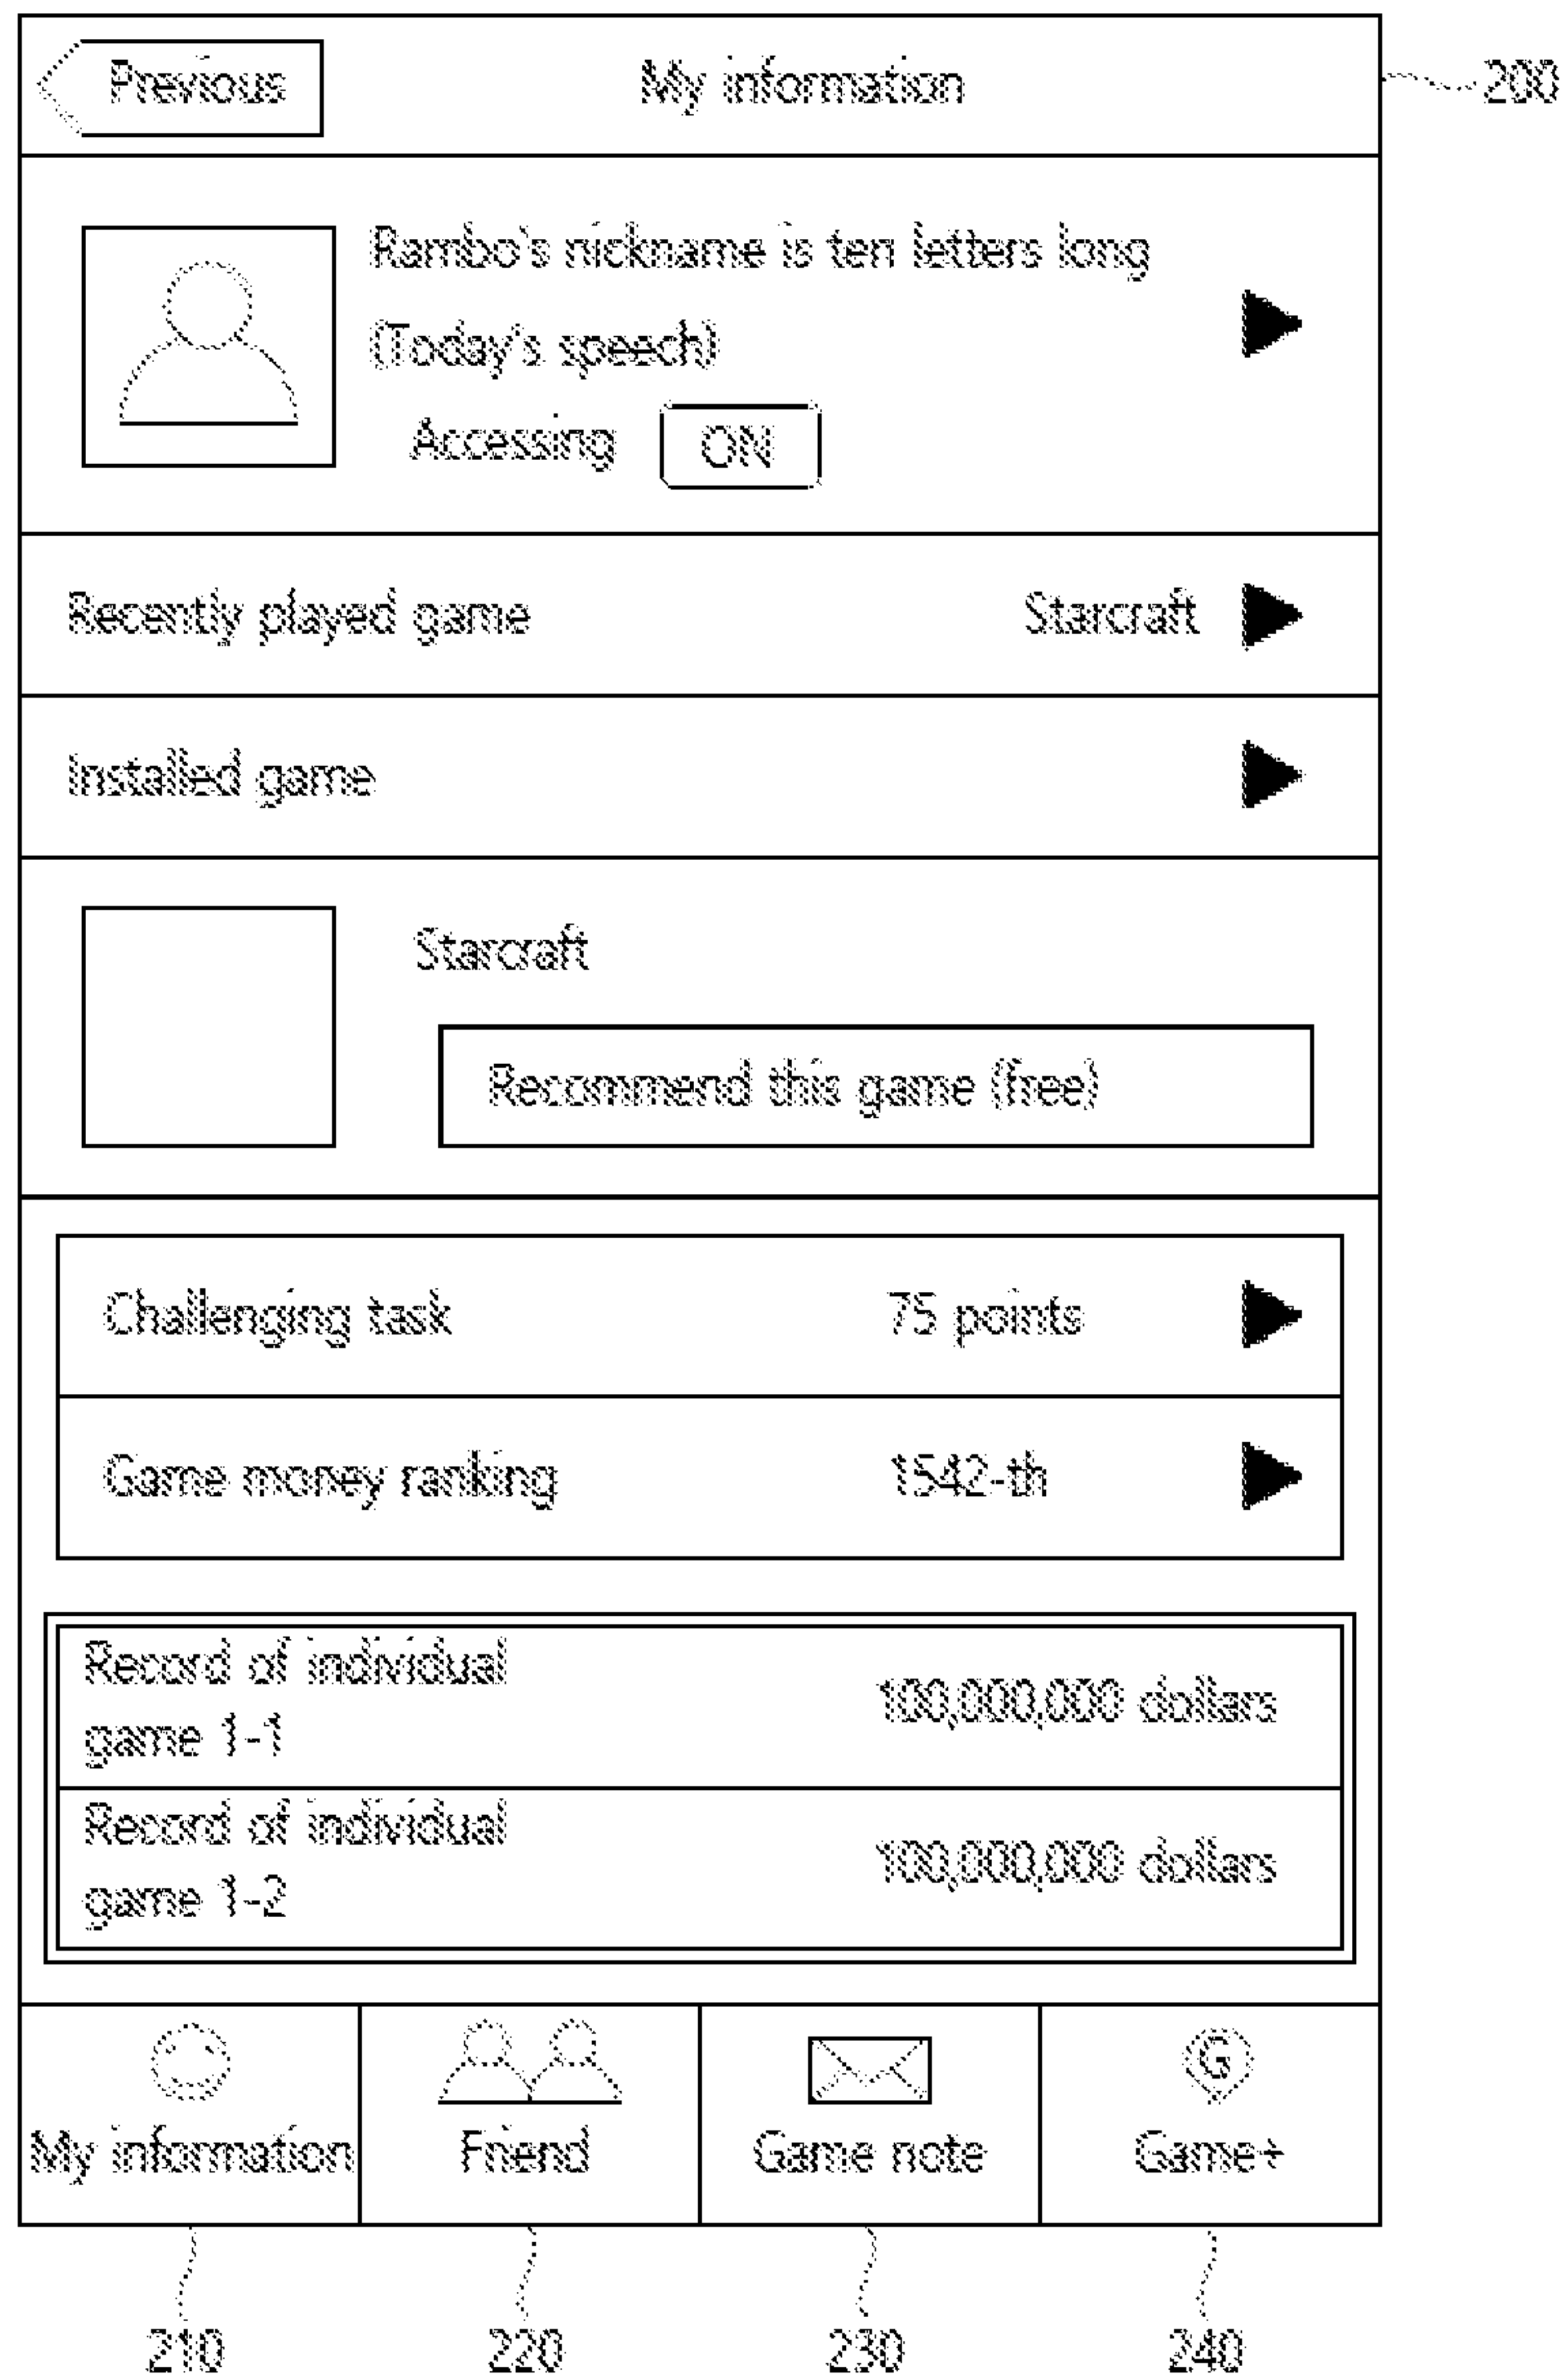 Previous
My information
200
Rambo's nickname is ten letters long
(Today's speech)
Accessing ON
Recently played game Starcraft
Installed game
Starcraft
Recommend this game (free)
Challenging task 75 points
Game money ranking 1542-th
Record of individual
game 1-1
100,000,000 dollars
Record of individual
game 1-2
100,000,000 dollars
G
My information Friend Game note Game+
210 220 230 240